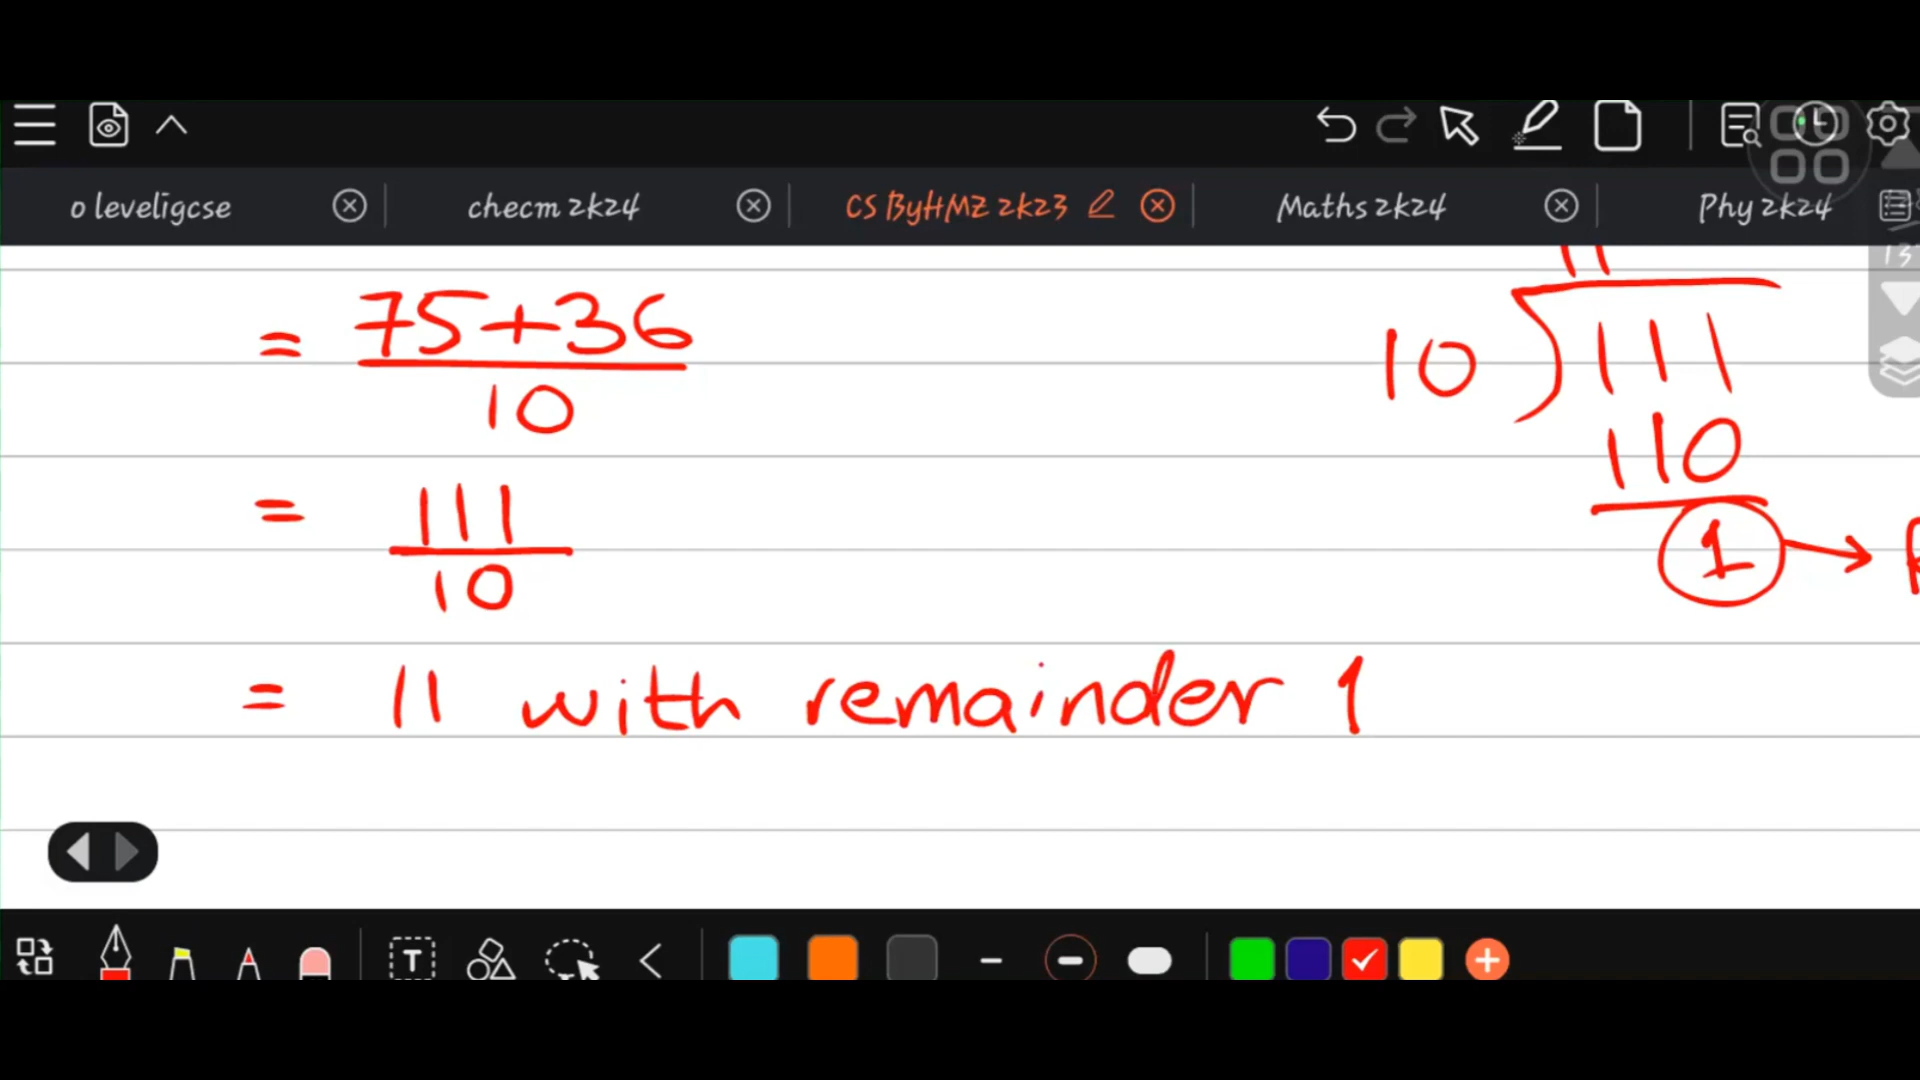 o leveligcse checm 2k24 CS ByHMZ 2k23 Maths 2k24 Phy 2k24
= 75+36
10
= 111
10
= 11 with remainder 1
11
10 111
110
1 →
T